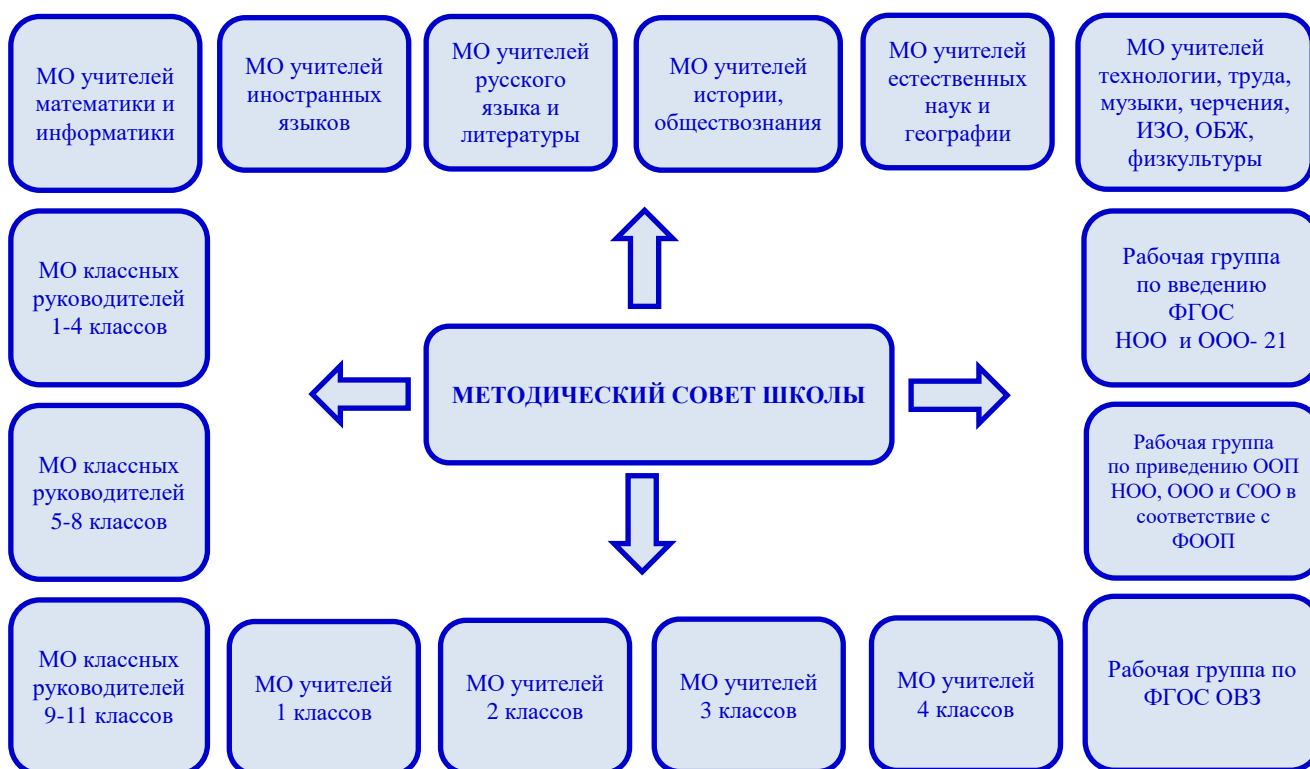 МО учителей
математики и
информатики
МО учителей
иностранных
языков
МО учителей
русского
языка и
литературы
МО учителей
истории,
обществознания
МО учителей
естественных
наук и
географии
МО учителей
технологии, труда,
музыки, черчения,
ИЗО, ОБЖ,
физкультуры
МО классных
руководителей
1-4 классов
Рабочая группа
по введению
ФГОС
НОО и ООО- 21
МЕТОДИЧЕСКИЙ СОВЕТ ШКОЛЫ
МО классных
руководителей
5-8 классов
Рабочая группа
по приведению ООП
НОО, ООО и СОО в
соответствие с
ФООП
МО классных
руководителей
9-11 классов
МО учителей
1 классов
МО учителей
2 классов
МО учителей
3 классов
МО учителей
4 классов
Рабочая группа по
ФГОС ОВЗ